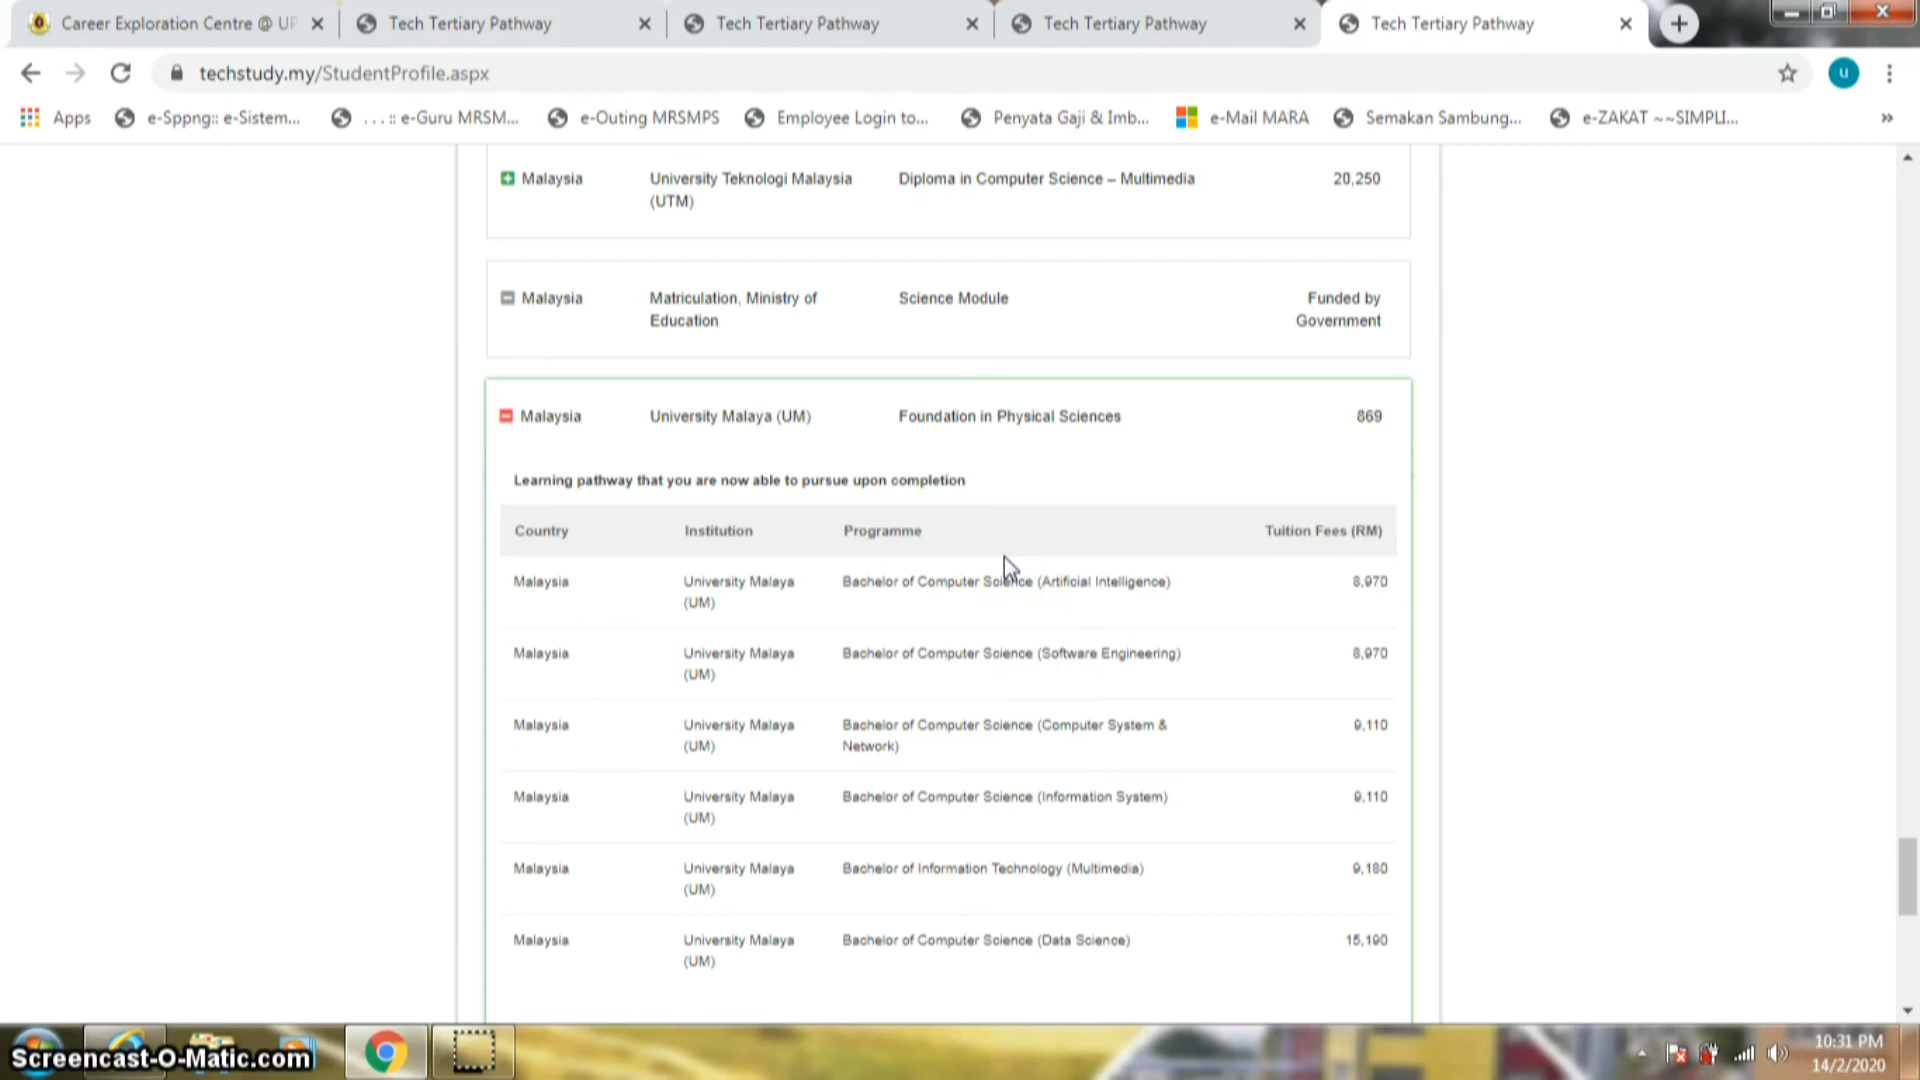 Career Exploration Centre @ UP
Tech Tertiary Pathway
Tech Tertiary Pathway
Tech Tertiary Pathway
Tech Tertiary Pathway
techstudy.my/StudentProfile.aspx
u
Apps
e-Sppng:: e-Sistem...
. . . :: e-Guru MRSM...
e-Outing MRSMPS
Employee Login to...
Penyata Gaji & Imb...
e-Mail MARA
Semakan Sambung...
e-ZAKAT ~~SIMPLI...
»
Malaysia University Teknologi Malaysia Diploma in Computer Science – Multimedia 20,250
(UTM)
Malaysia Matriculation, Ministry of Science Module Funded by
Education Government
Malaysia University Malaya (UM) Foundation in Physical Sciences 869
Learning pathway that you are now able to pursue upon completion
Country Institution Programme Tuition Fees (RM)
Malaysia University Malaya Bachelor of Computer Science (Artificial Intelligence) 8,970
(UM)
Malaysia University Malaya Bachelor of Computer Science (Software Engineering) 8,970
(UM)
Malaysia University Malaya Bachelor of Computer Science (Computer System & 9,110
(UM) Network)
Malaysia University Malaya Bachelor of Computer Science (Information System) 9,110
(UM)
Malaysia University Malaya Bachelor of Information Technology (Multimedia) 9,180
(UM)
Malaysia University Malaya Bachelor of Computer Science (Data Science) 15,190
(UM)
Screencast-O-Matic.com
10:31 PM
14/2/2020